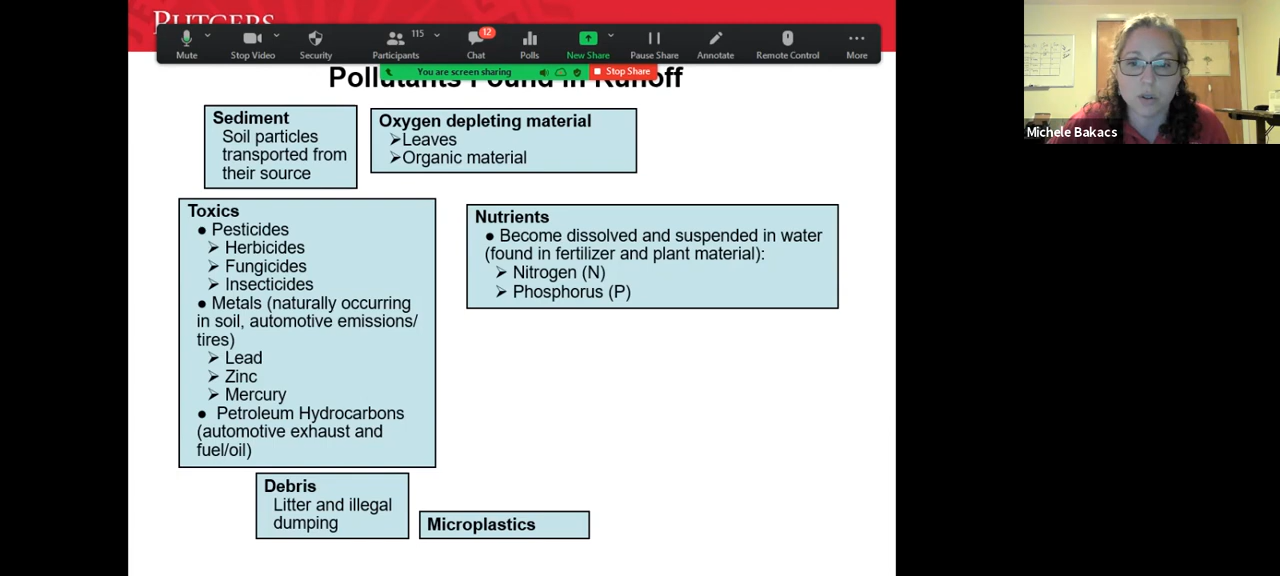 RUTGERS
115
12
Mute
Stop Video
Security
Participants
Chat
Polls
New Share
Pause Share
Annotate
Remote Control
More
You are screen sharing
Stop Share
Pollutants Found in Runoff
Sediment
Soil particles
transported from
their source
Oxygen depleting material
➢Leaves
➢Organic material
Toxics
● Pesticides
➢ Herbicides
➢ Fungicides
➢ Insecticides
● Metals (naturally occurring
in soil, automotive emissions/
tires)
➢ Lead
➢ Zinc
➢ Mercury
● Petroleum Hydrocarbons
(automotive exhaust and
fuel/oil)
Nutrients
● Become dissolved and suspended in water
(found in fertilizer and plant material):
➢ Nitrogen (N)
➢ Phosphorus (P)
Debris
Litter and illegal
dumping
Microplastics
Michele Bakacs